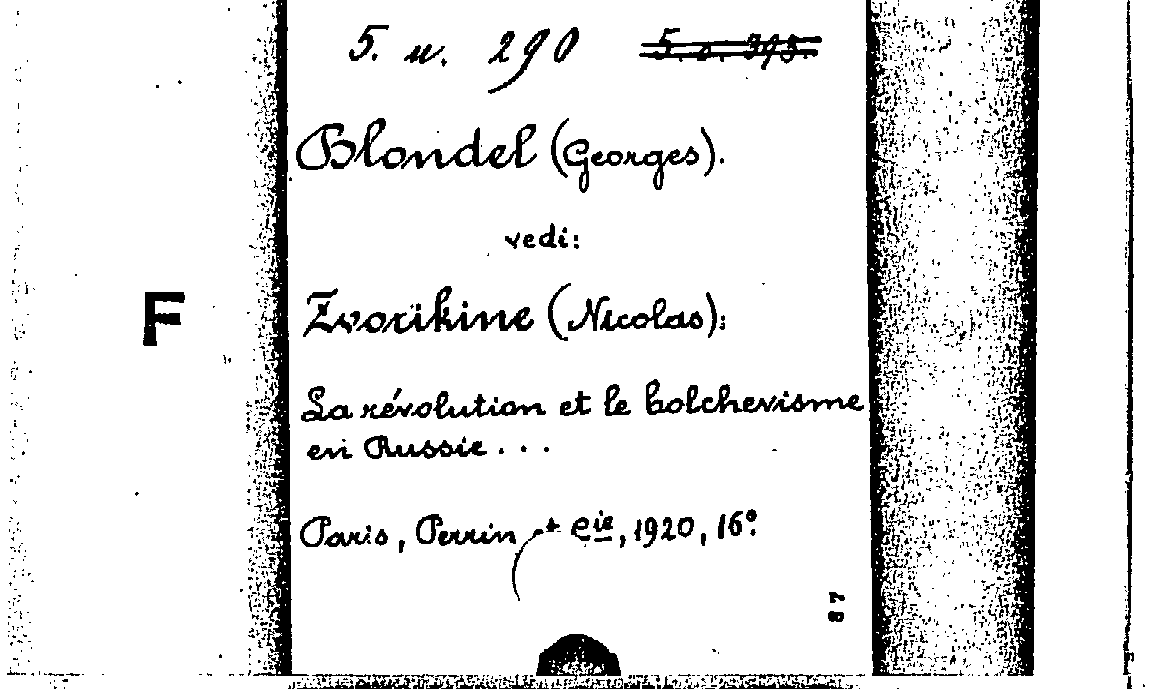 5. u. 290 5. n. 395.
Blondel (Georges).
vedi:
F
Zvorikine (Nicolas):
La révolution et le bolchevisme
en Russie...
Paris, Perrin et Cie, 1920, 16°.
87